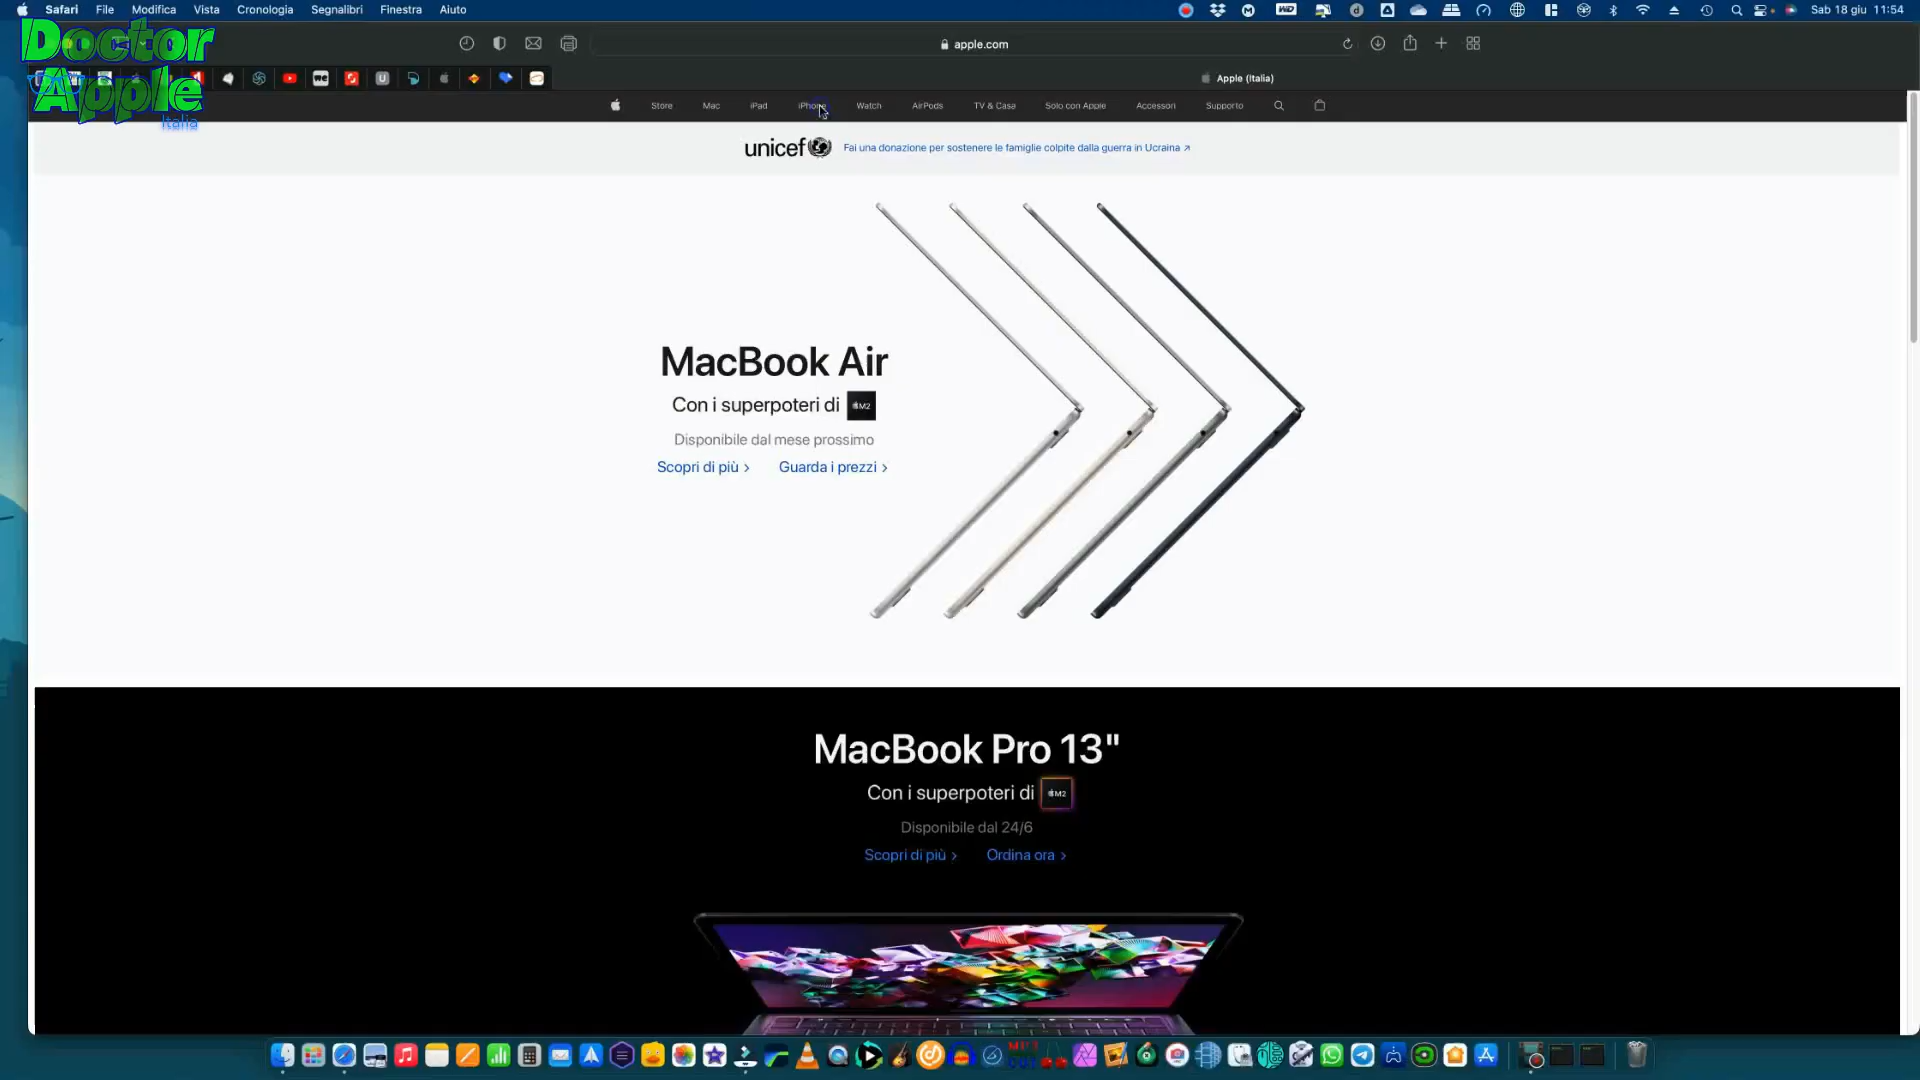 Safari File Modifica Vista Cronologia Segnalibri Finestra Aiuto
Sab 18 giu 11:54
Doctor
Apple
Italia
apple.com
Apple (Italia)
Store Mac iPad iPhone Watch AirPods TV & Casa Solo con Apple Accessori Supporto
unicef Fai una donazione per sostenere le famiglie colpite dalla guerra in Ucraina ↗
MacBook Air
Con i superpoteri di M2
Disponibile dal mese prossimo
Scopri di più > Guarda i prezzi >
MacBook Pro 13"
Con i superpoteri di M2
Disponibile dal 24/6
Scopri di più > Ordina ora >